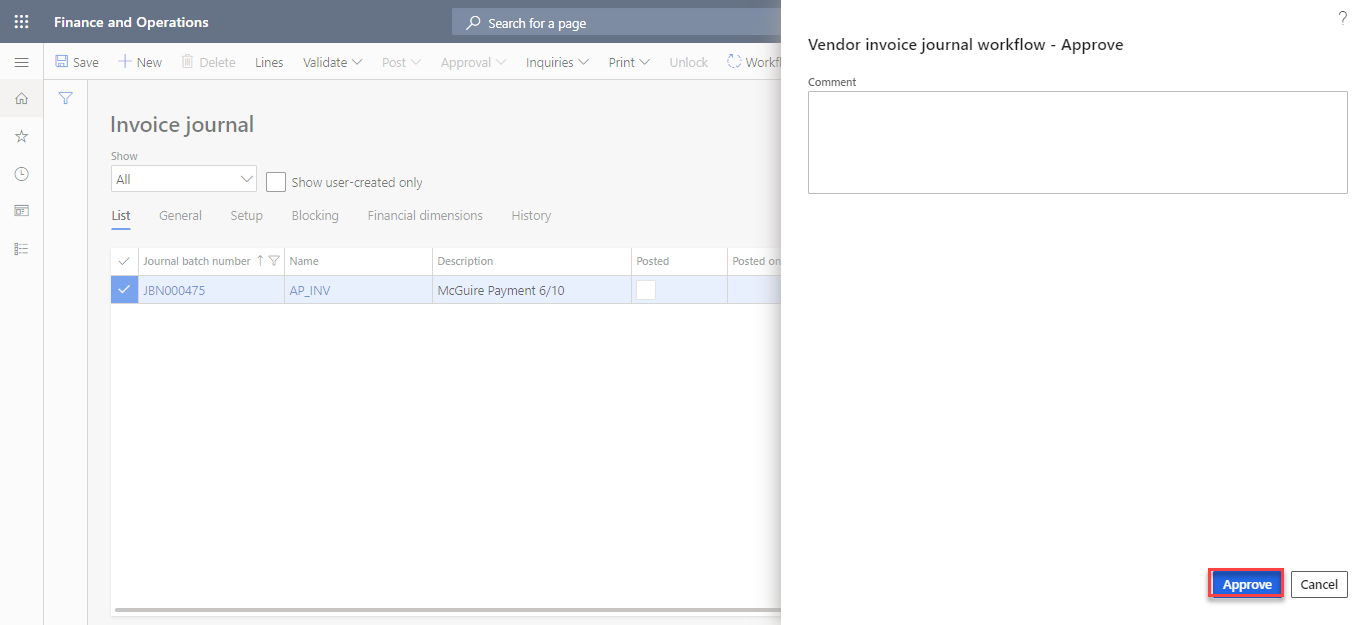 Finance and Operations
Search for a page
?
Save New Delete Lines Validate Post Approval Inquiries Print Unlock
Vendor invoice journal workflow - Approve
Comment
Invoice journal
Show
All
Show user-created only
List General Setup Blocking Financial dimensions History
Journal batch number Name Description Posted Posted on
JBN000475 AP_INV McGuire Payment 6/10
Approve Cancel